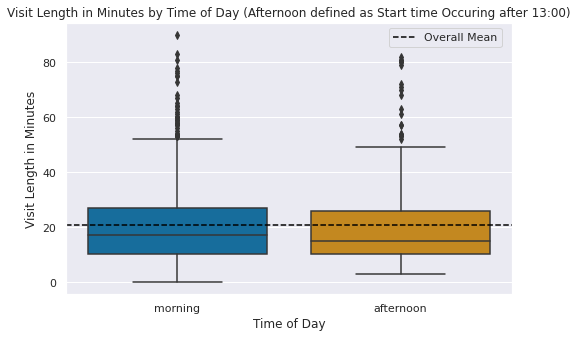 Visit Length in Minutes by Time of Day (Afternoon defined as Start time Occuring after 13:00)
Overall Mean
80
60
40
20
0
Visit Length in Minutes
morning
afternoon
Time of Day